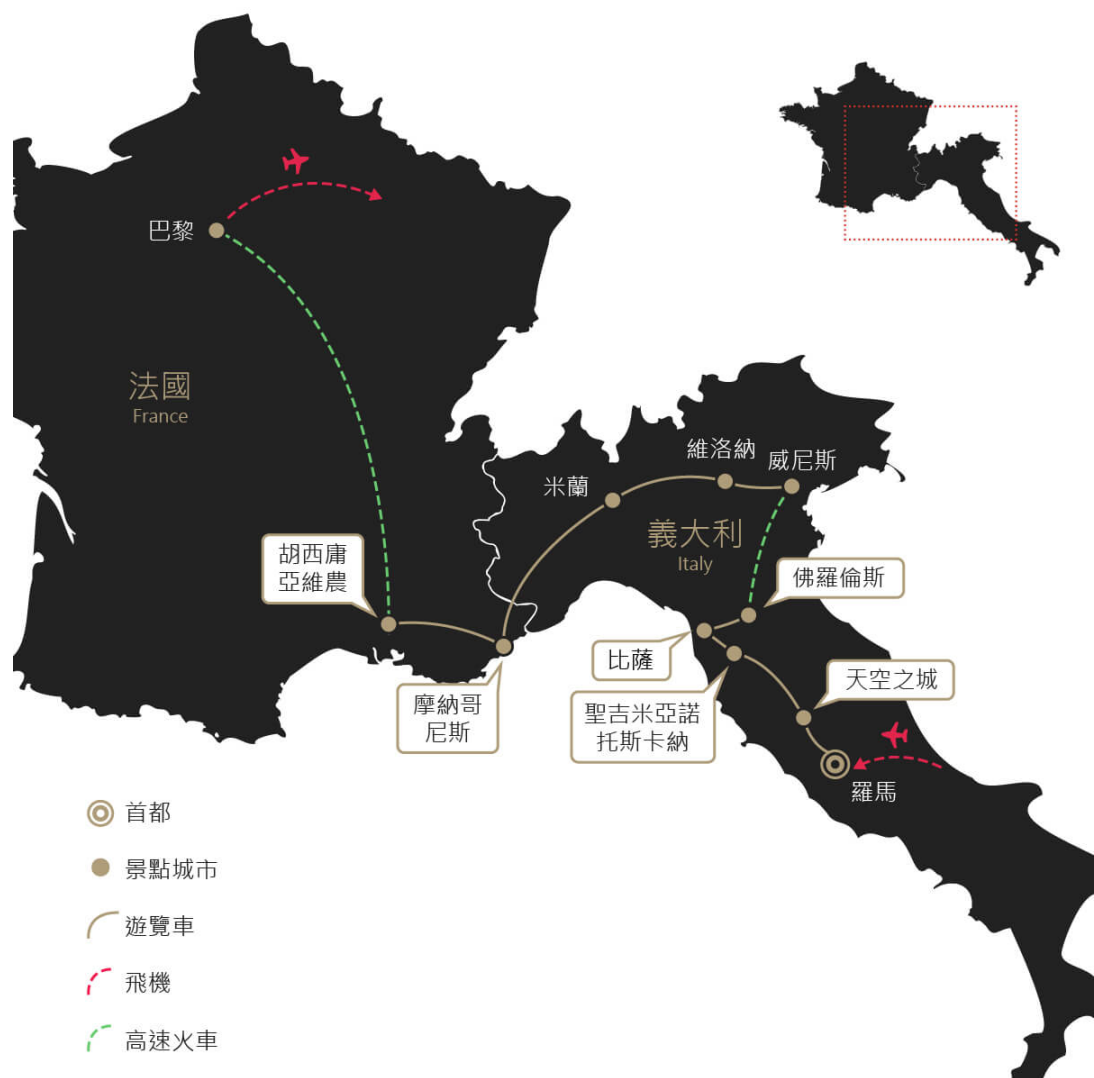 巴黎
法國
France
維洛納
威尼斯
米蘭
義大利
Italy
胡西庸
亞維農
佛羅倫斯
比薩
天空之城
摩納哥
尼斯
聖吉米亞諾
托斯卡納
羅馬
首都
景點城市
遊覽車
飛機
高速火車